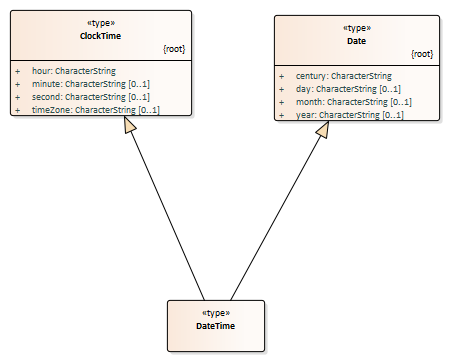 «type»
ClockTime
{root}
+ hour: CharacterString
+ minute: CharacterString [0..1]
+ second: CharacterString [0..1]
+ timeZone: CharacterString [0..1]
«type»
Date
{root}
+ century: CharacterString
+ day: CharacterString [0..1]
+ month: CharacterString [0..1]
+ year: CharacterString [0..1]
«type»
DateTime